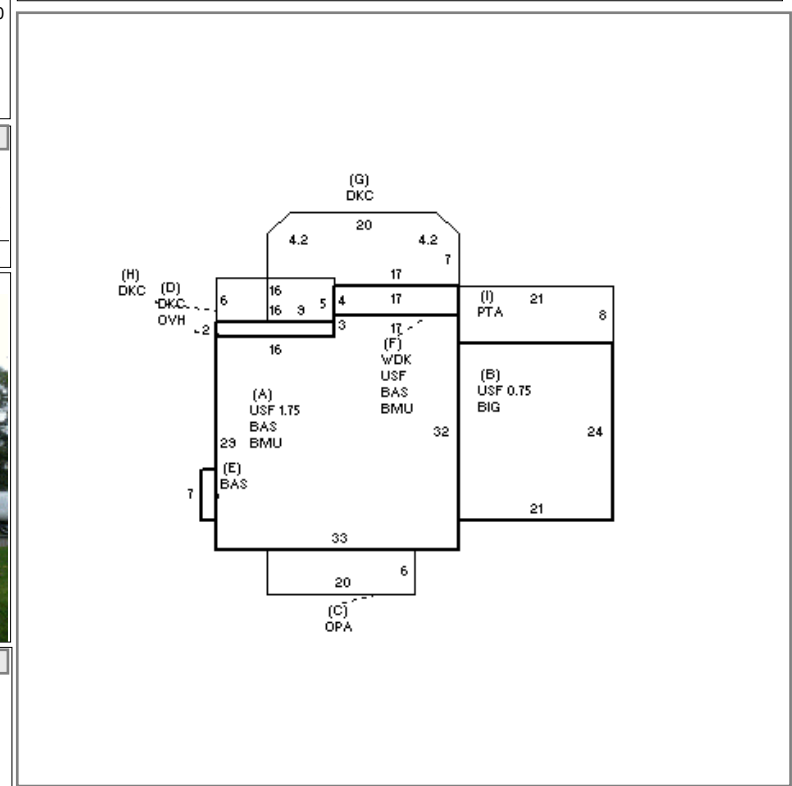 (G)
DKC
20
4.2
4.2
7
17
(H)
DKC
(D)
DKC
OVH
6
16
16
9
5
4
17
(I)
PTA
21
8
2
3
16
17
(F)
WDK
USF
BAS
BMU
(A)
USF 1.75
BAS
BMU
(B)
USF 0.75
BIG
29
32
24
(E)
BAS
7
21
33
6
20
(C)
OPA